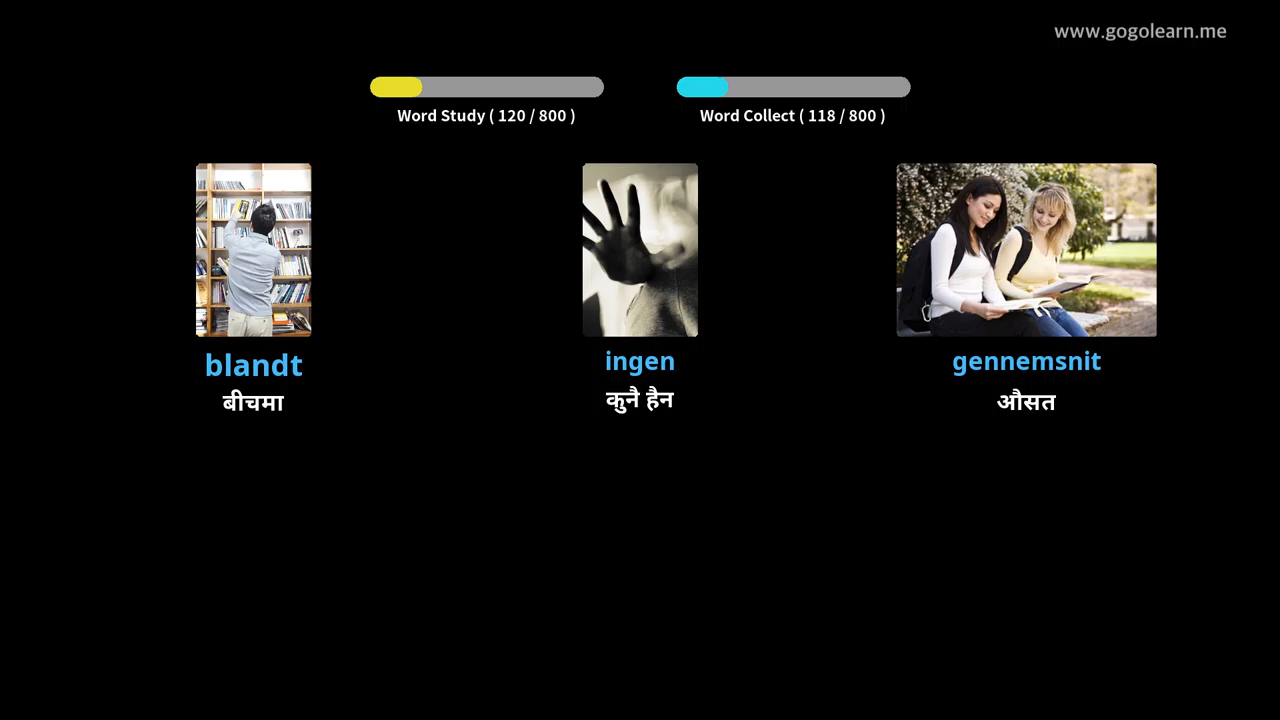 www.gogolearn.me
Word Study ( 120 / 800 )
Word Collect ( 118 / 800 )
blandt
बीचमा
ingen
कुनै हैन
gennemsnit
औसत